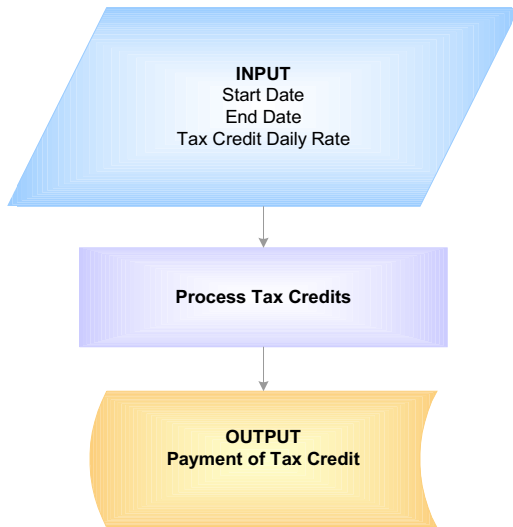 INPUT
Start Date
End Date
Tax Credit Daily Rate
Process Tax Credits
OUTPUT
Payment of Tax Credit